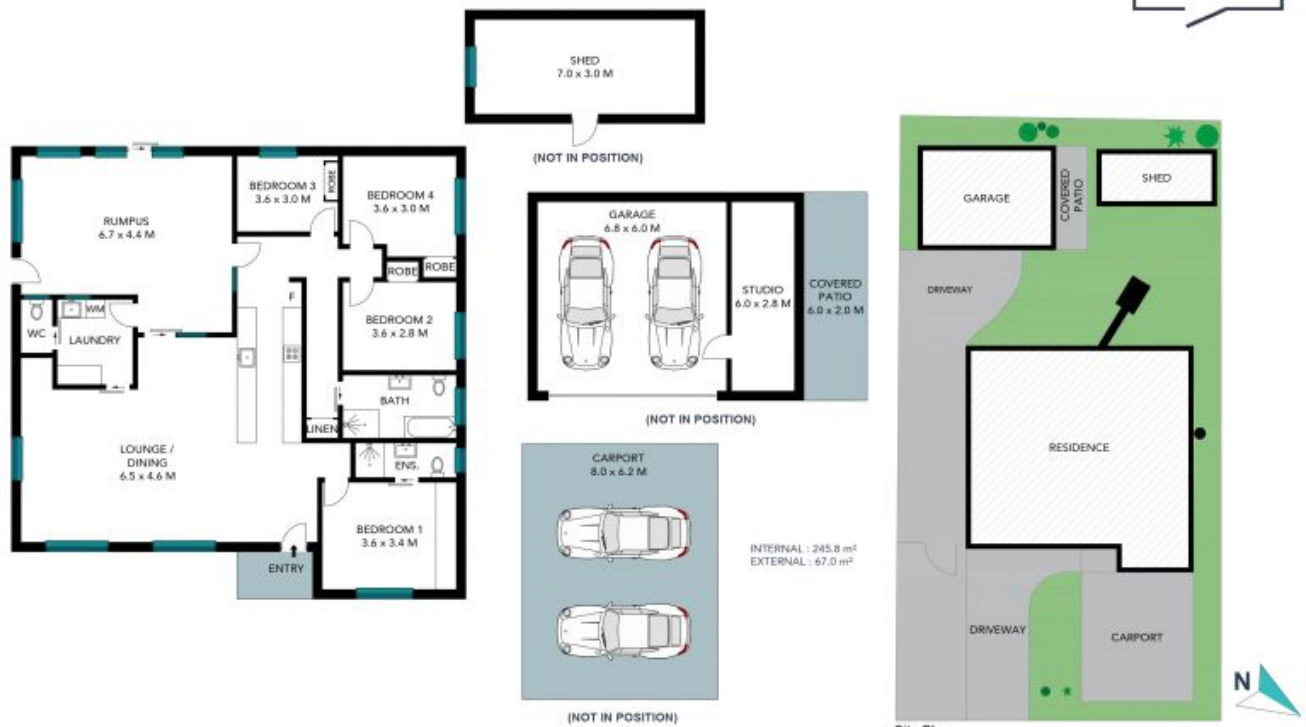 SHED
7.0 x 3.0 M
(NOT IN POSITION)
RUMPUS
6.7 x 4.4 M
BEDROOM 3
3.6 x 3.0 M
ROBE
BEDROOM 4
3.6 x 3.0 M
ROBE
ROBE
F
WC
WM
LAUNDRY
BEDROOM 2
3.6 x 2.8 M
BATH
LINEN
LOUNGE /
DINING
6.5 x 4.6 M
ENS.
BEDROOM 1
3.6 x 3.4 M
ENTRY
GARAGE
6.8 x 6.0 M
STUDIO
6.0 x 2.8 M
COVERED
PATIO
6.0 x 2.0 M
(NOT IN POSITION)
CARPORT
8.0 x 6.2 M
(NOT IN POSITION)
INTERNAL : 245.8 m²
EXTERNAL : 67.0 m²
GARAGE
COVERED
PATIO
SHED
DRIVEWAY
RESIDENCE
DRIVEWAY
CARPORT
N